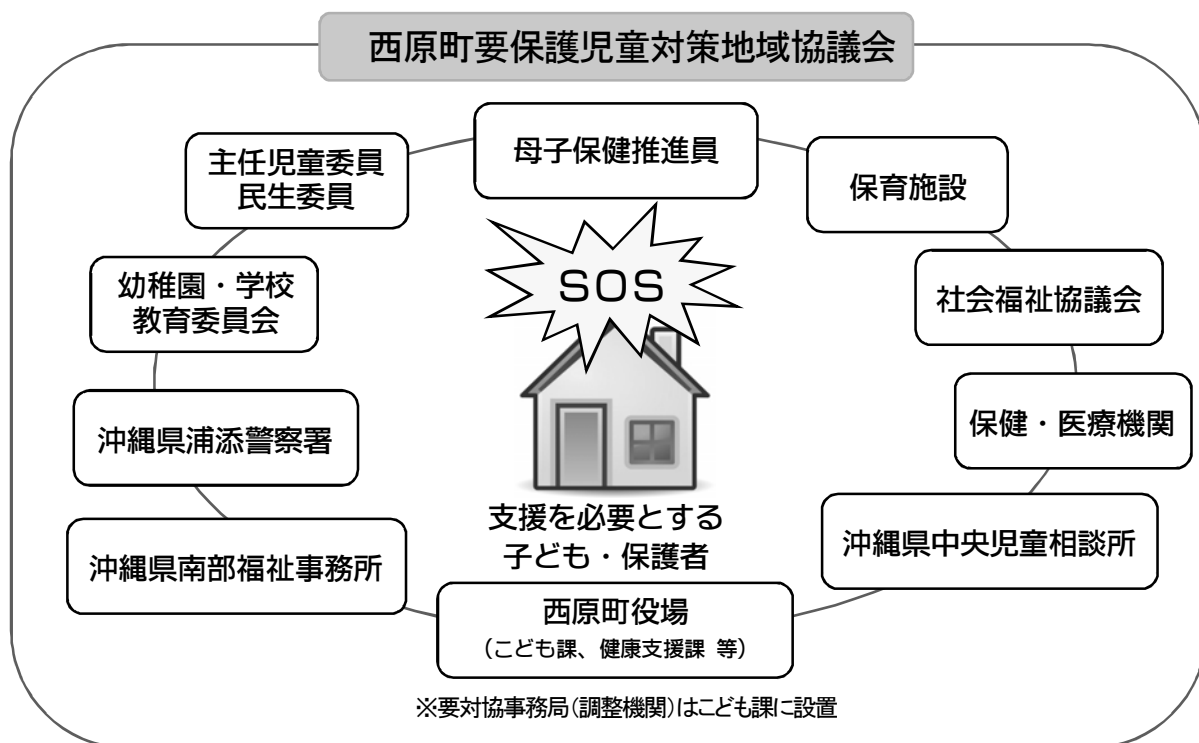 西原町要保護児童対策地域協議会
母子保健推進員
主任児童委員
民生委員
保育施設
幼稚園・学校
教育委員会
SOS
社会福祉協議会
沖縄県浦添警察署
保健・医療機関
支援を必要とする
子ども・保護者
沖縄県南部福祉事務所
沖縄県中央児童相談所
西原町役場
(こども課、健康支援課 等)
※要対協事務局(調整機関)はこども課に設置